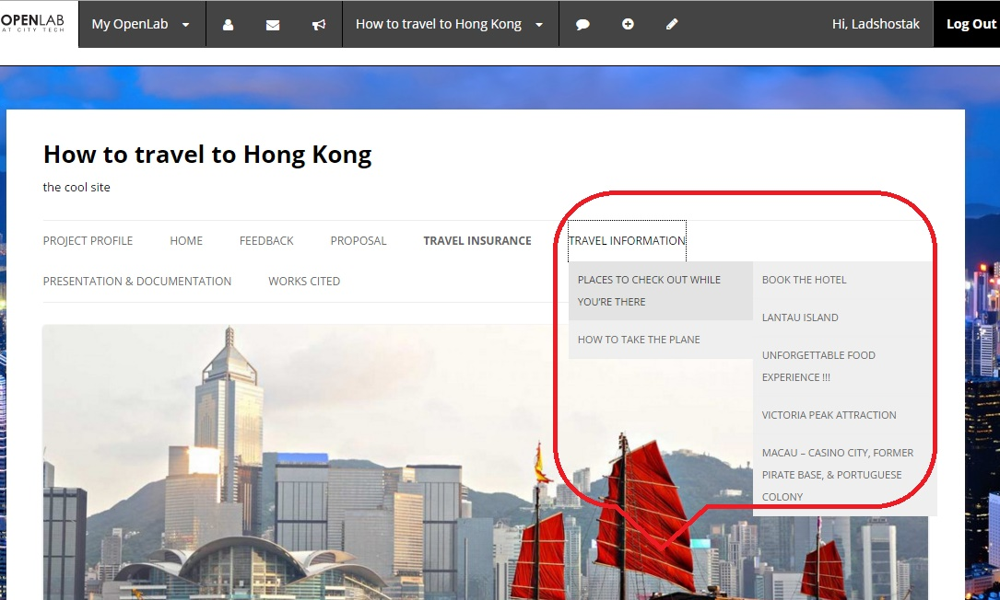 OPENLAB
AT CITY TECH
My OpenLab
How to travel to Hong Kong
Hi, Ladshostak
Log Out
How to travel to Hong Kong
the cool site
PROJECT PROFILE
HOME
FEEDBACK
PROPOSAL
TRAVEL INSURANCE
TRAVEL INFORMATION
PRESENTATION & DOCUMENTATION
WORKS CITED
PLACES TO CHECK OUT WHILE
YOU'RE THERE
HOW TO TAKE THE PLANE
BOOK THE HOTEL
LANTAU ISLAND
UNFORGETTABLE FOOD
EXPERIENCE !!!
VICTORIA PEAK ATTRACTION
MACAU – CASINO CITY, FORMER
PIRATE BASE, & PORTUGUESE
COLONY